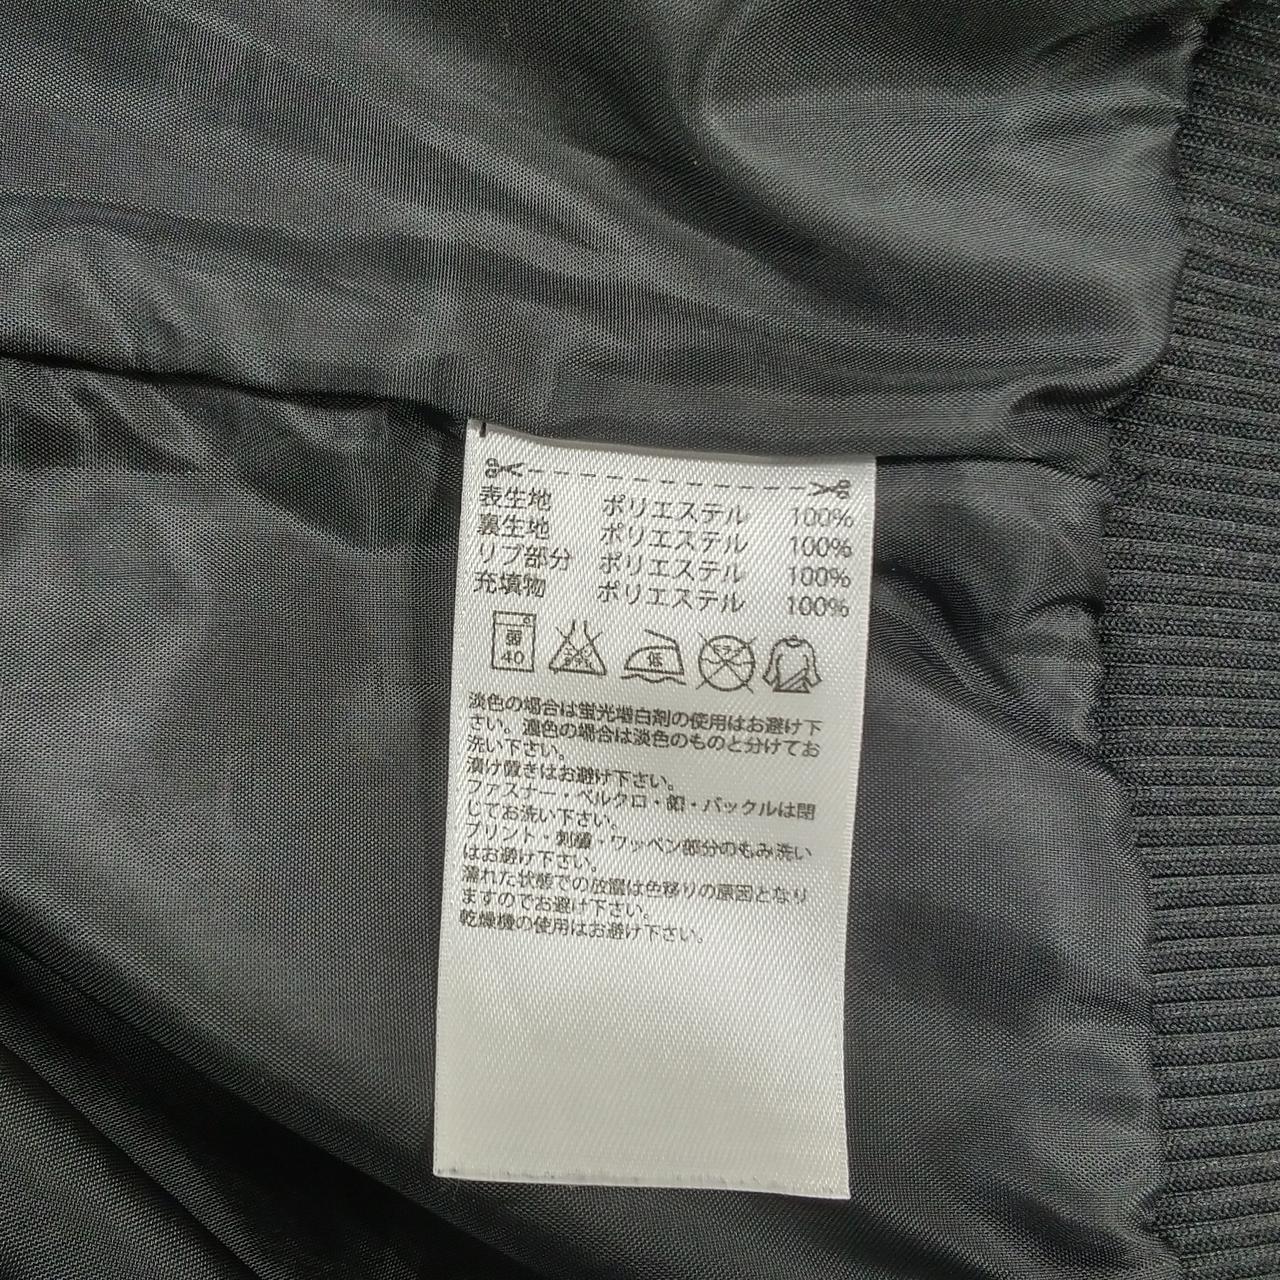 表生地 ポリエステル 100%
裏生地 ポリエステル 100%
リブ部分 ポリエステル 100%
充填物 ポリエステル 100%
弱 40 低
淡色の場合は蛍光増白剤の使用はお避け下
さい。濃色の場合は淡色のものと分けてお
洗い下さい。
漬け置きはお避け下さい。
ファスナー・ベルクロ・釦・バックルは閉
じてお洗い下さい。
プリント・刺繍・ワッペン部分のもみ洗い
はお避け下さい。
濡れた状態での放置は色移りの原因となり
ますのでお避け下さい。
乾燥機の使用はお避け下さい。